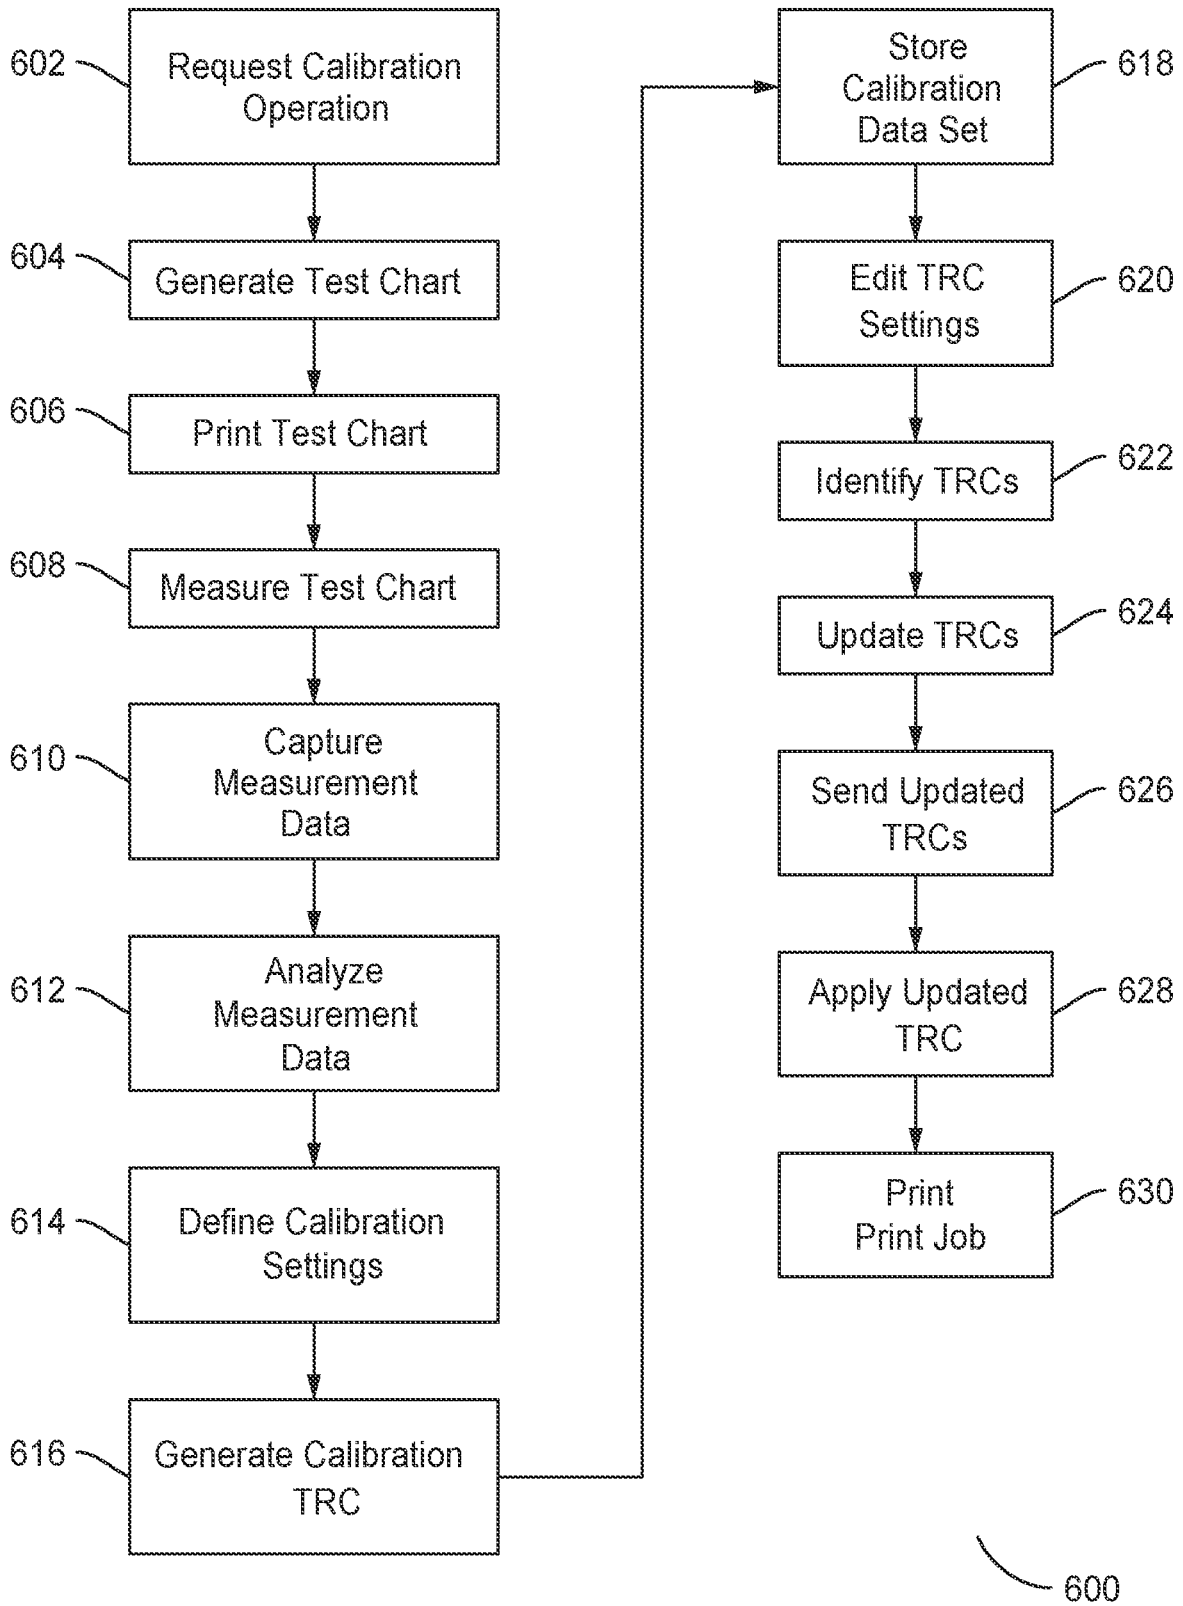 602
Request Calibration
Operation
604
Generate Test Chart
606
Print Test Chart
608
Measure Test Chart
610
Capture
Measurement
Data
612
Analyze
Measurement
Data
614
Define Calibration
Settings
616
Generate Calibration
TRC
Store
Calibration
Data Set
618
Edit TRC
Settings
620
Identify TRCs
622
Update TRCs
624
Send Updated
TRCs
626
Apply Updated
TRC
628
Print
Print Job
630
600